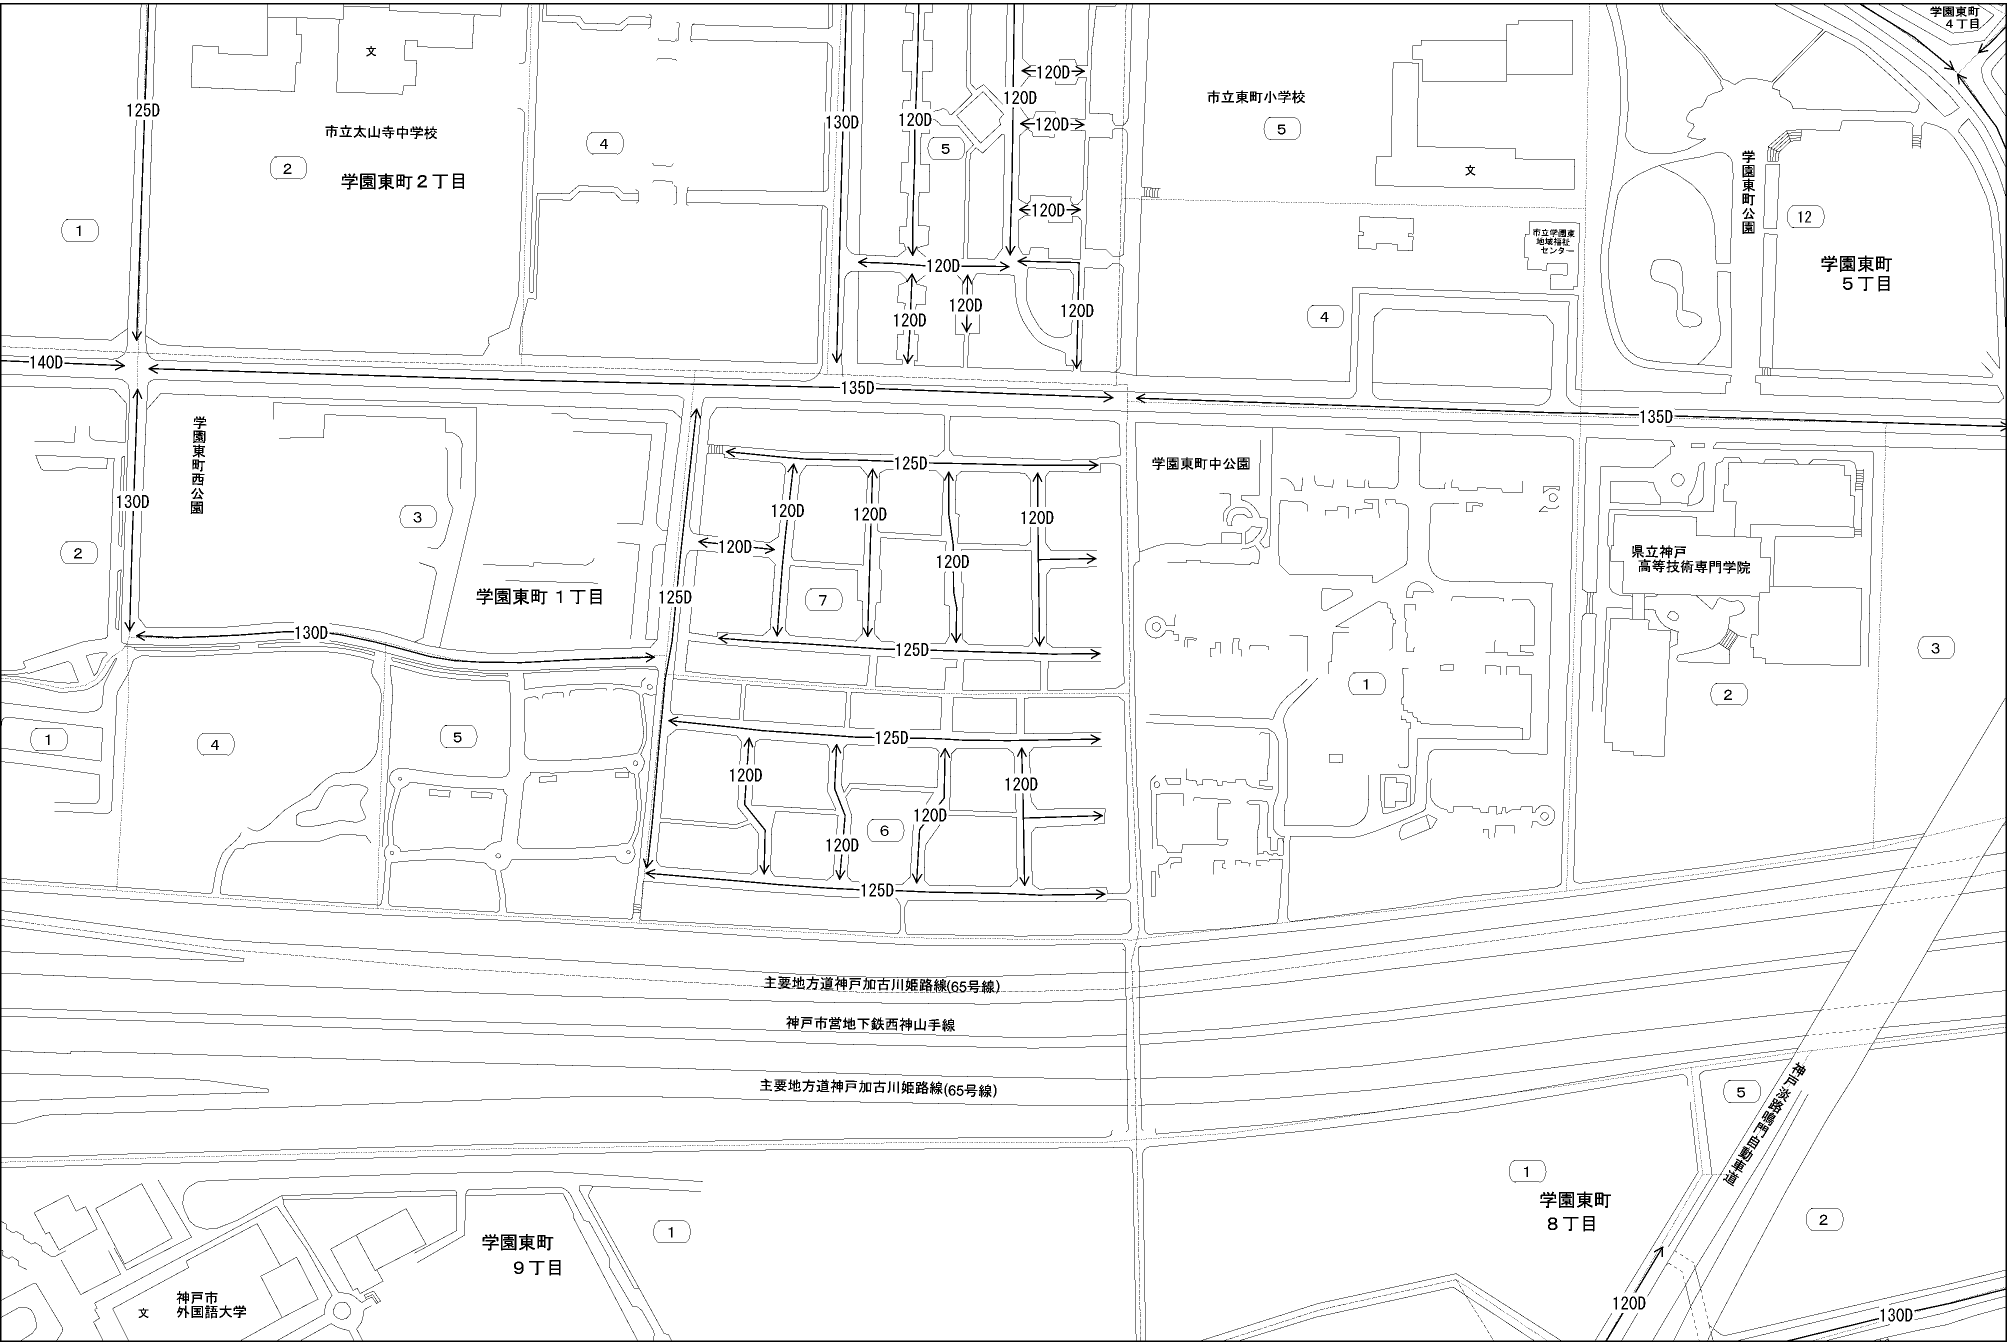 学園東町
4丁目
文
125D
120D
120D
市立東町小学校
130D
120D
120D
5
市立太山寺中学校
4
5
学園東町公園
2
学園東町2丁目
文
120D
12
1
市立学園東
地域福祉
センター
学園東町
5丁目
120D
120D
120D
120D
4
140D
135D
135D
学園東町西公園
125D
学園東町中公園
130D
3
120D
120D
120D
2
120D
120D
県立神戸
高等技術専門学院
学園東町1丁目
125D
7
130D
125D
3
1
2
1
4
5
125D
120D
120D
120D
6
120D
125D
主要地方道神戸加古川姫路線(65号線)
神戸市営地下鉄西神山手線
主要地方道神戸加古川姫路線(65号線)
神戸淡路鳴門自動車道
5
1
学園東町
8丁目
2
1
学園東町
9丁目
神戸市
外国語大学
文
120D
130D